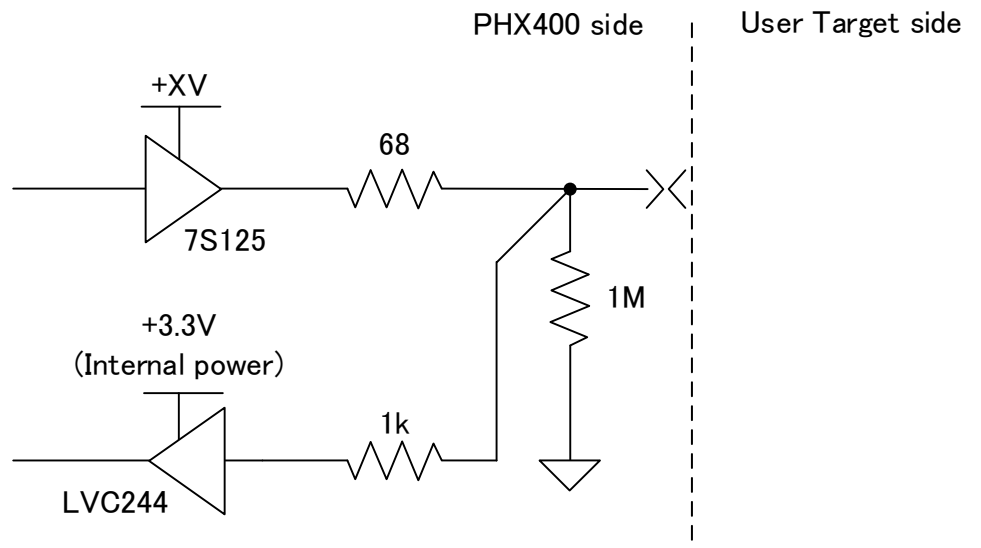 PHX400 side
User Target side
+XV
68
7S125
1M
+3.3V
(Internal power)
1k
LVC244